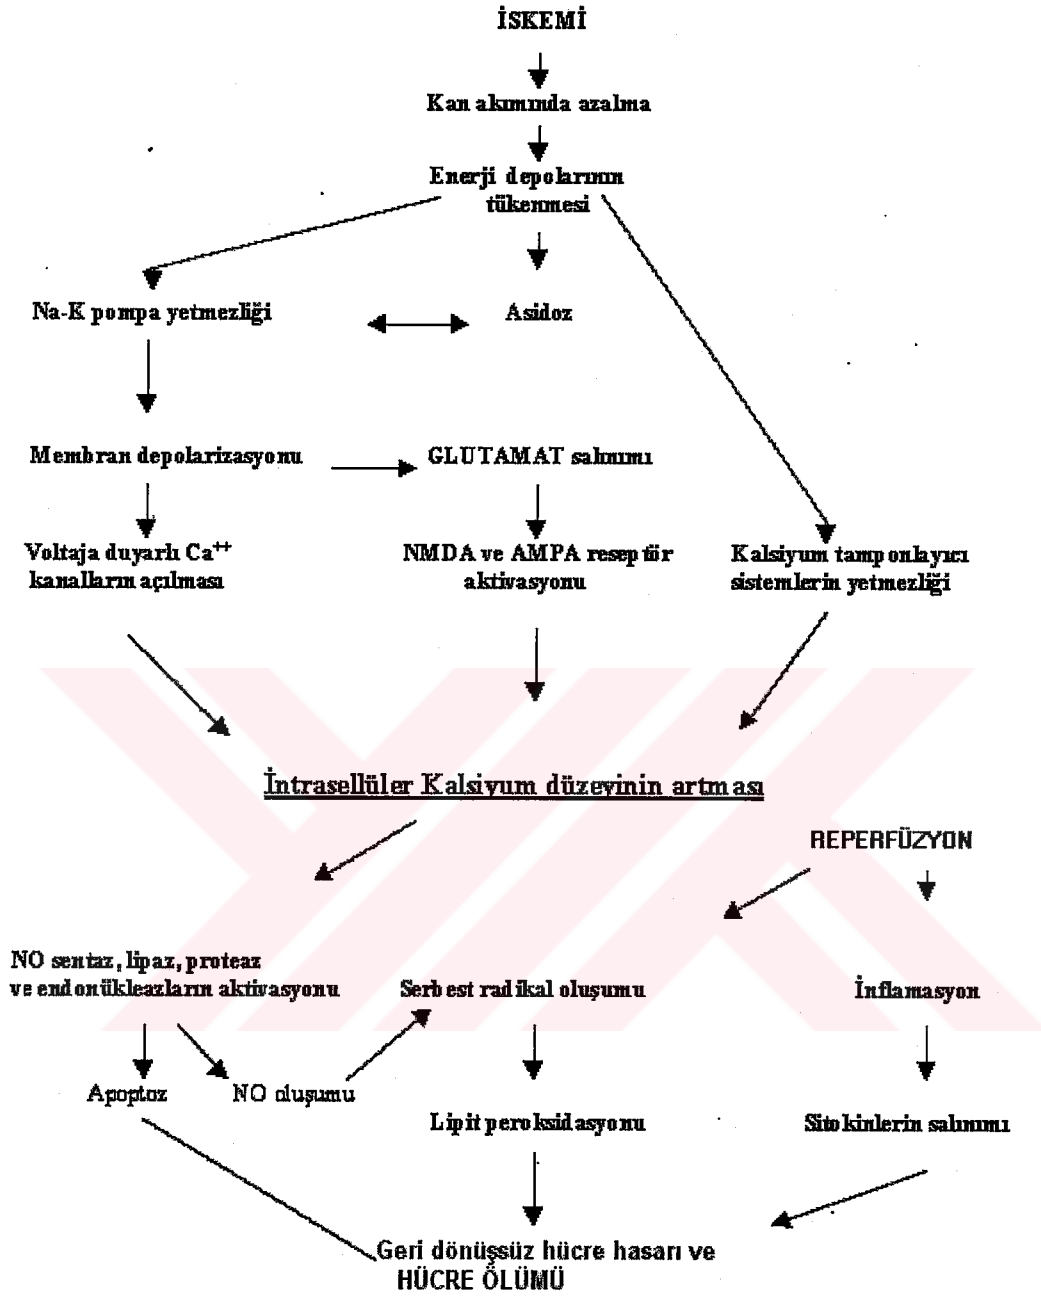 İSKEMİ
Kan akımında azalma
Enerji depolarının
tükenmesi
Na-K pompa yetmezliği
Asidoz
Membran depolarizasyonu
GLUTAMAT salınımı
Voltaja duyarlı Ca++
kanalların açılması
NMDA ve AMPA reseptör
aktivasyonu
Kalsiyum tamponlayıcı
sistemlerin yetmezliği
İntrasellüler Kalsiyum düzeyinin artması
REPERFÜZYON
NO sentaz, lipaz, proteaz
ve endonükleazların aktivasyonu
Serbest radikal oluşumu
İnflamasyon
Apoptoz
NO oluşumu
Lipit peroksidasyonu
Sitokinlerin salınımı
Geri dönüşsüz hücre hasarı ve
HÜCRE ÖLÜMÜ